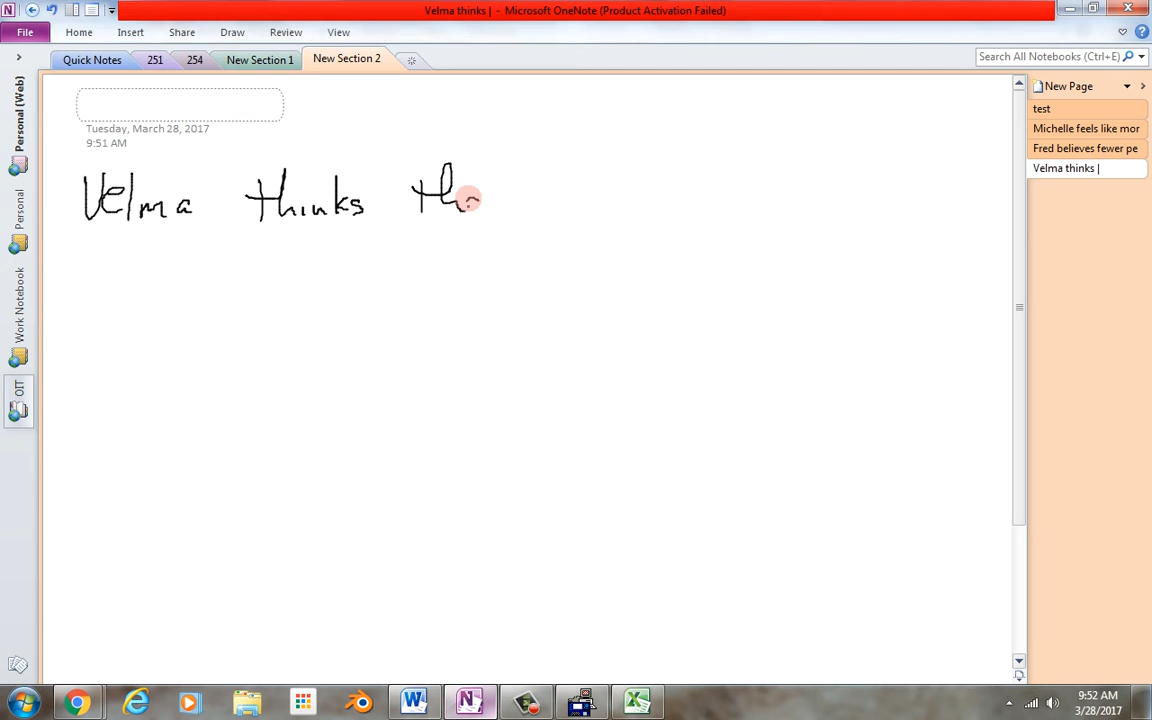 Velma thinks | - Microsoft OneNote (Product Activation Failed)
File Home Insert Share Draw Review View
Quick Notes 251 254 New Section 1 New Section 2
Search All Notebooks (Ctrl+E)
New Page
test
Michelle feels like mor
Fred believes fewer pe
Velma thinks |
Personal (Web)
Personal
Work Notebook
OIT
Tuesday, March 28, 2017
9:51 AM
Velma thinks
9:52 AM
3/28/2017